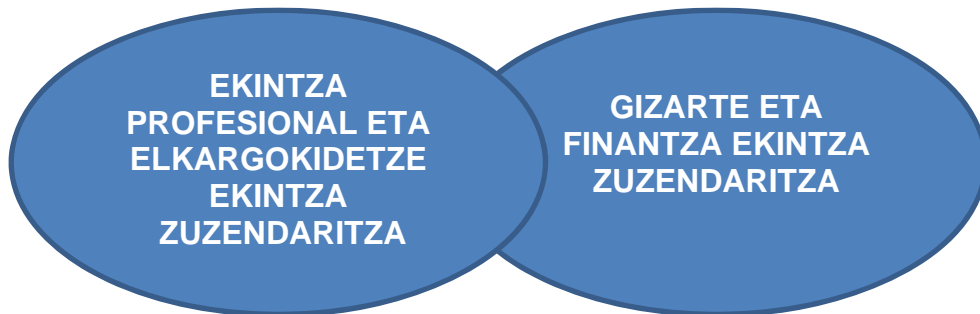 EKINTZA
PROFESIONAL ETA
ELKARGOKIDETZE
EKINTZA
ZUZENDARITZA
GIZARTE ETA
FINANTZA EKINTZA
ZUZENDARITZA